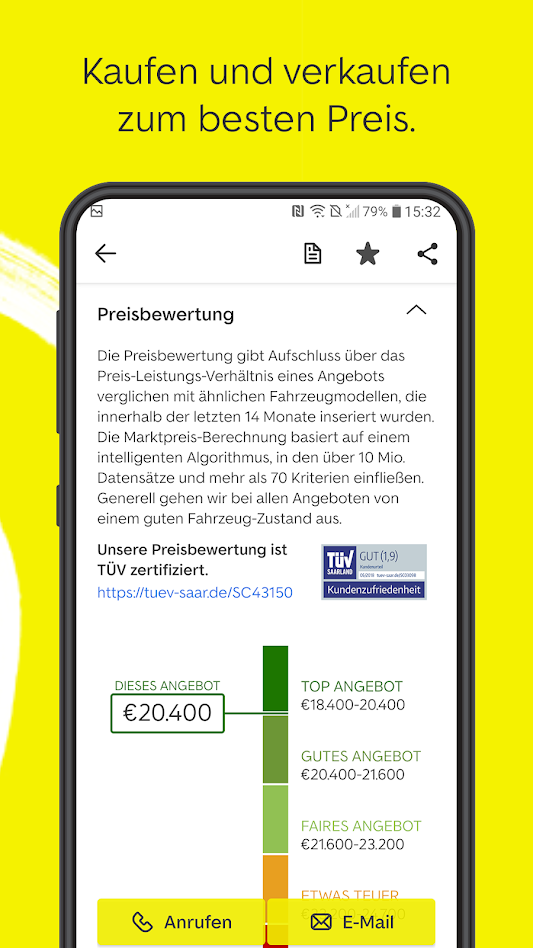 Kaufen und verkaufen
zum besten Preis.
79% 15:32
Preisbewertung
Die Preisbewertung gibt Aufschluss über das
Preis-Leistungs-Verhältnis eines Angebots
verglichen mit ähnlichen Fahrzeugmodellen, die
innerhalb der letzten 14 Monate inseriert wurden.
Die Marktpreis-Berechnung basiert auf einem
intelligenten Algorithmus, in den über 10 Mio.
Datensätze und mehr als 70 Kriterien einfließen.
Generell gehen wir bei allen Angeboten von
einem guten Fahrzeug-Zustand aus.
Unsere Preisbewertung ist
TÜV zertifiziert.
https://tuev-saar.de/SC43150
TÜV
SAARLAND
GUT (1,9)
Kundenurteil
Kundenzufriedenheit
DIESES ANGEBOT
€20.400
TOP ANGEBOT
€18.400-20.400
GUTES ANGEBOT
€20.400-21.600
FAIRES ANGEBOT
€21.600-23.200
ETWAS TEUER
Anrufen
E-Mail